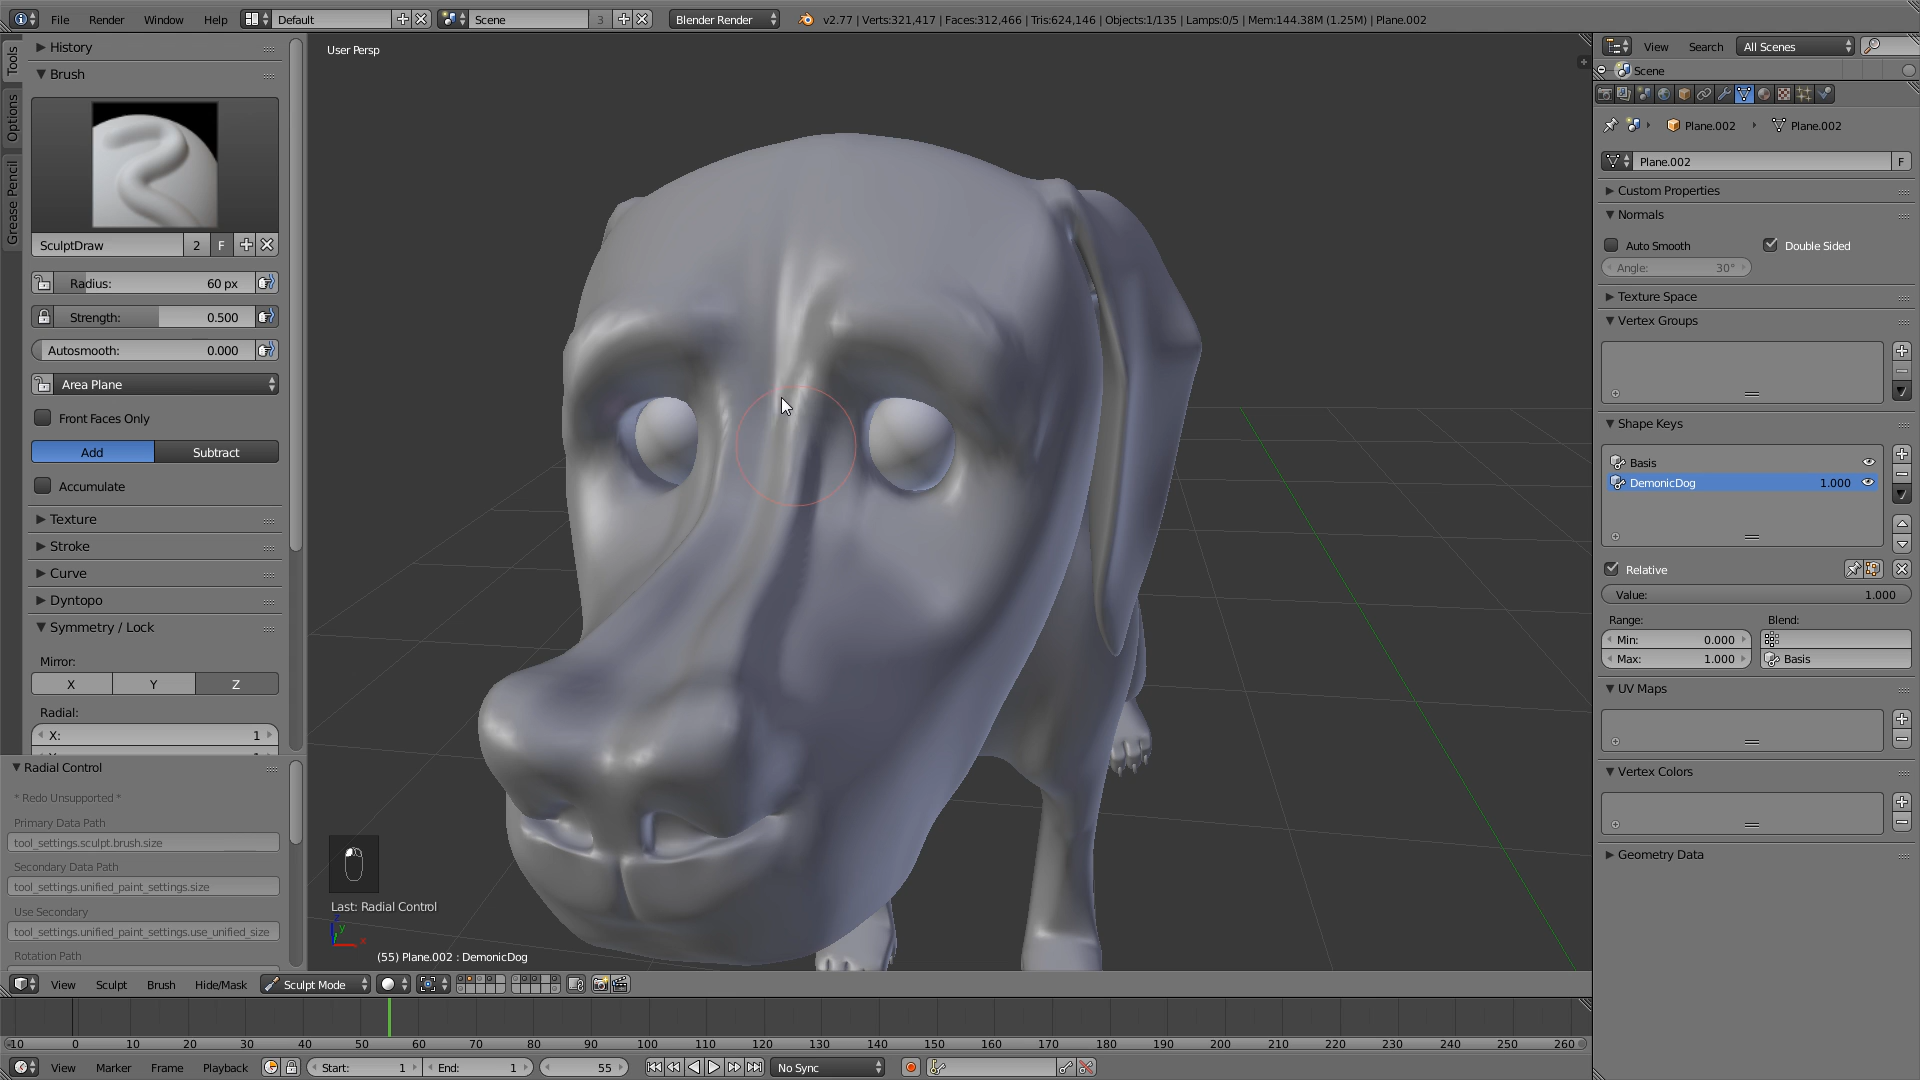 File Render Window Help Default Scene 3 Blender Render v2.77 | Verts:321,417 | Faces:312,466 | Tris:624,146 | Objects:1/135 | Lamps:0/5 | Mem:144.38M (1.25M) | Plane.002
Tools
Options
Grease Pencil
History
Brush
SculptDraw 2 F
Radius: 60 px
Strength: 0.500
Autosmooth: 0.000
Area Plane
Front Faces Only
Add Subtract
Accumulate
Texture
Stroke
Curve
Dyntopo
Symmetry / Lock
Mirror:
X Y Z
Radial:
X: 1
Radial Control
* Redo Unsupported *
Primary Data Path
tool_settings.sculpt.brush.size
Secondary Data Path
tool_settings.unified_paint_settings.size
Use Secondary
tool_settings.unified_paint_settings.use_unified_size
Rotation Path
User Persp
Last: Radial Control
z
y
x
(55) Plane.002 : DemonicDog
View Sculpt Brush Hide/Mask Sculpt Mode
-10 0 10 20 30 40 50 60 70 80 90 100 110 120 130 140 150 160 170 180 190 200 210 220 230 240 250 260
View Marker Frame Playback Start: 1 End: 1 55 No Sync
View Search All Scenes
Scene
Plane.002 Plane.002
Plane.002 F
Custom Properties
Normals
Auto Smooth Double Sided
Angle: 30°
Texture Space
Vertex Groups
Shape Keys
Basis
DemonicDog 1.000
Relative
Value: 1.000
Range: Blend:
Min: 0.000
Max: 1.000 Basis
UV Maps
Vertex Colors
Geometry Data